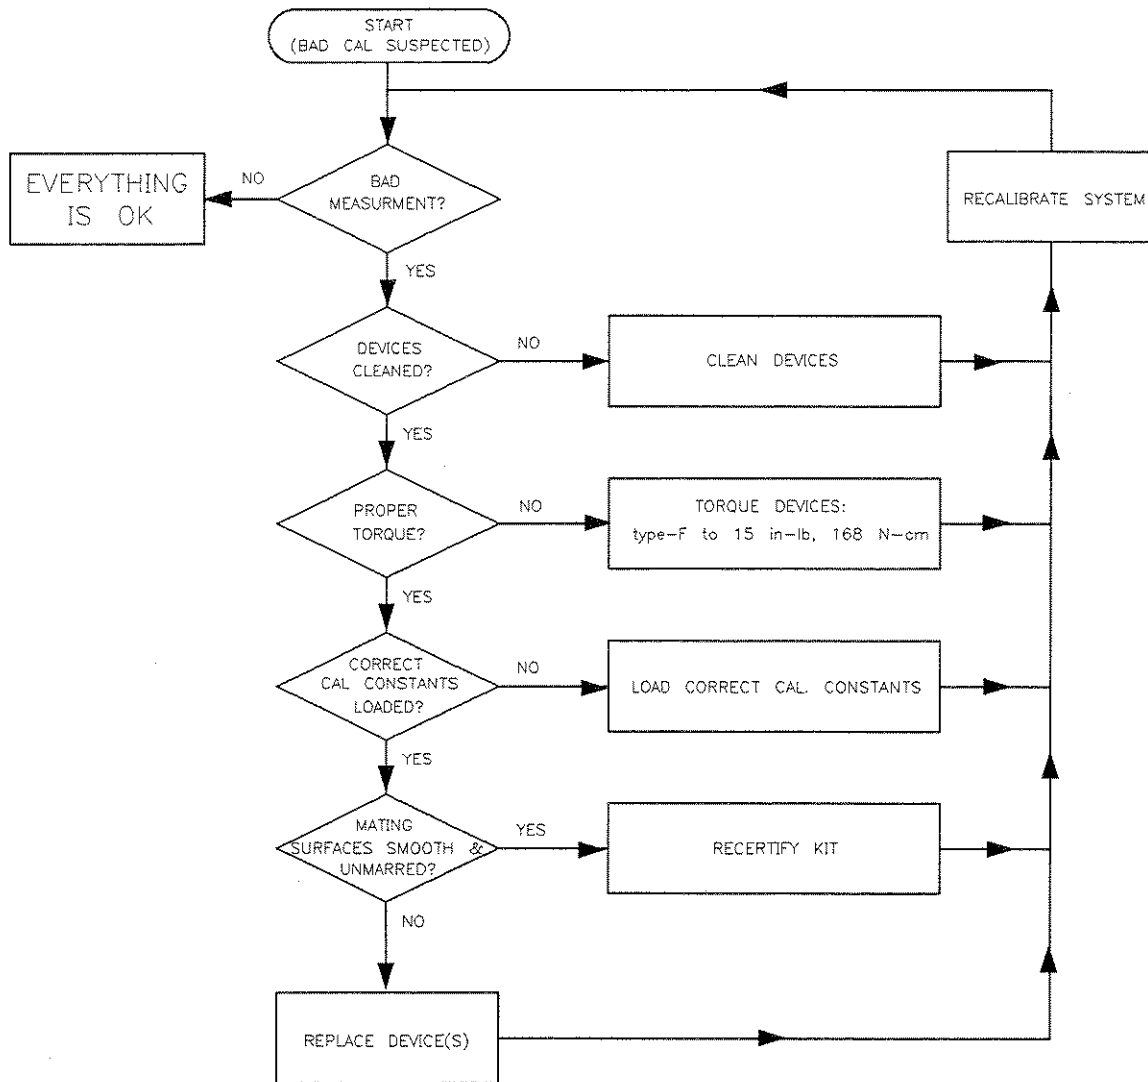 START
(BAD CAL SUSPECTED)
EVERYTHING
IS OK
NO
BAD
MEASURMENT?
RECALIBRATE SYSTEM
YES
DEVICES
CLEANED?
NO
CLEAN DEVICES
YES
PROPER
TORQUE?
NO
TORQUE DEVICES:
type-F to 15 in-lb, 168 N-cm
YES
CORRECT
CAL CONSTANTS
LOADED?
NO
LOAD CORRECT CAL. CONSTANTS
YES
MATING
SURFACES SMOOTH &
UNMARRED?
YES
RECERTIFY KIT
NO
REPLACE DEVICE(S)